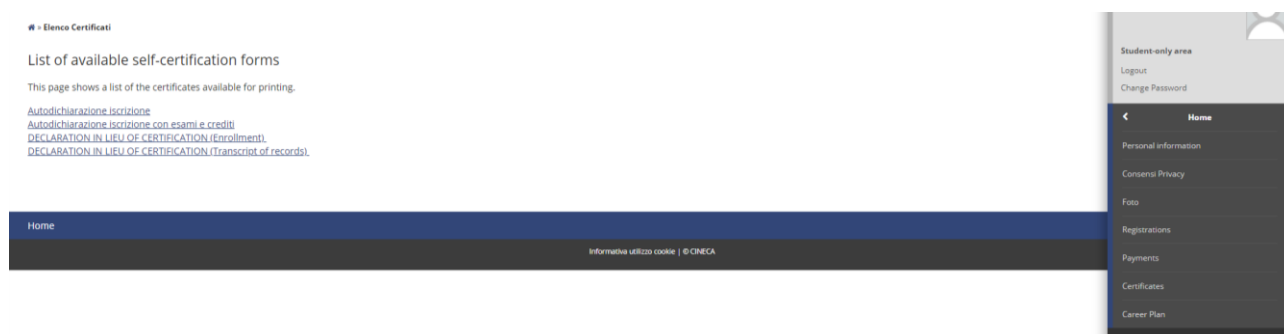 » Elenco Certificati
List of available self-certification forms
This page shows a list of the certificates available for printing.
Autodichiarazione iscrizione
Autodichiarazione iscrizione con esami e crediti
DECLARATION IN LIEU OF CERTIFICATION (Enrollment)
DECLARATION IN LIEU OF CERTIFICATION (Transcript of records)
Home
Informativa utilizzo cookie | © CINECA
Student-only area
Logout
Change Password
Home
Personal information
Consensi Privacy
Foto
Registrations
Payments
Certificates
Career Plan